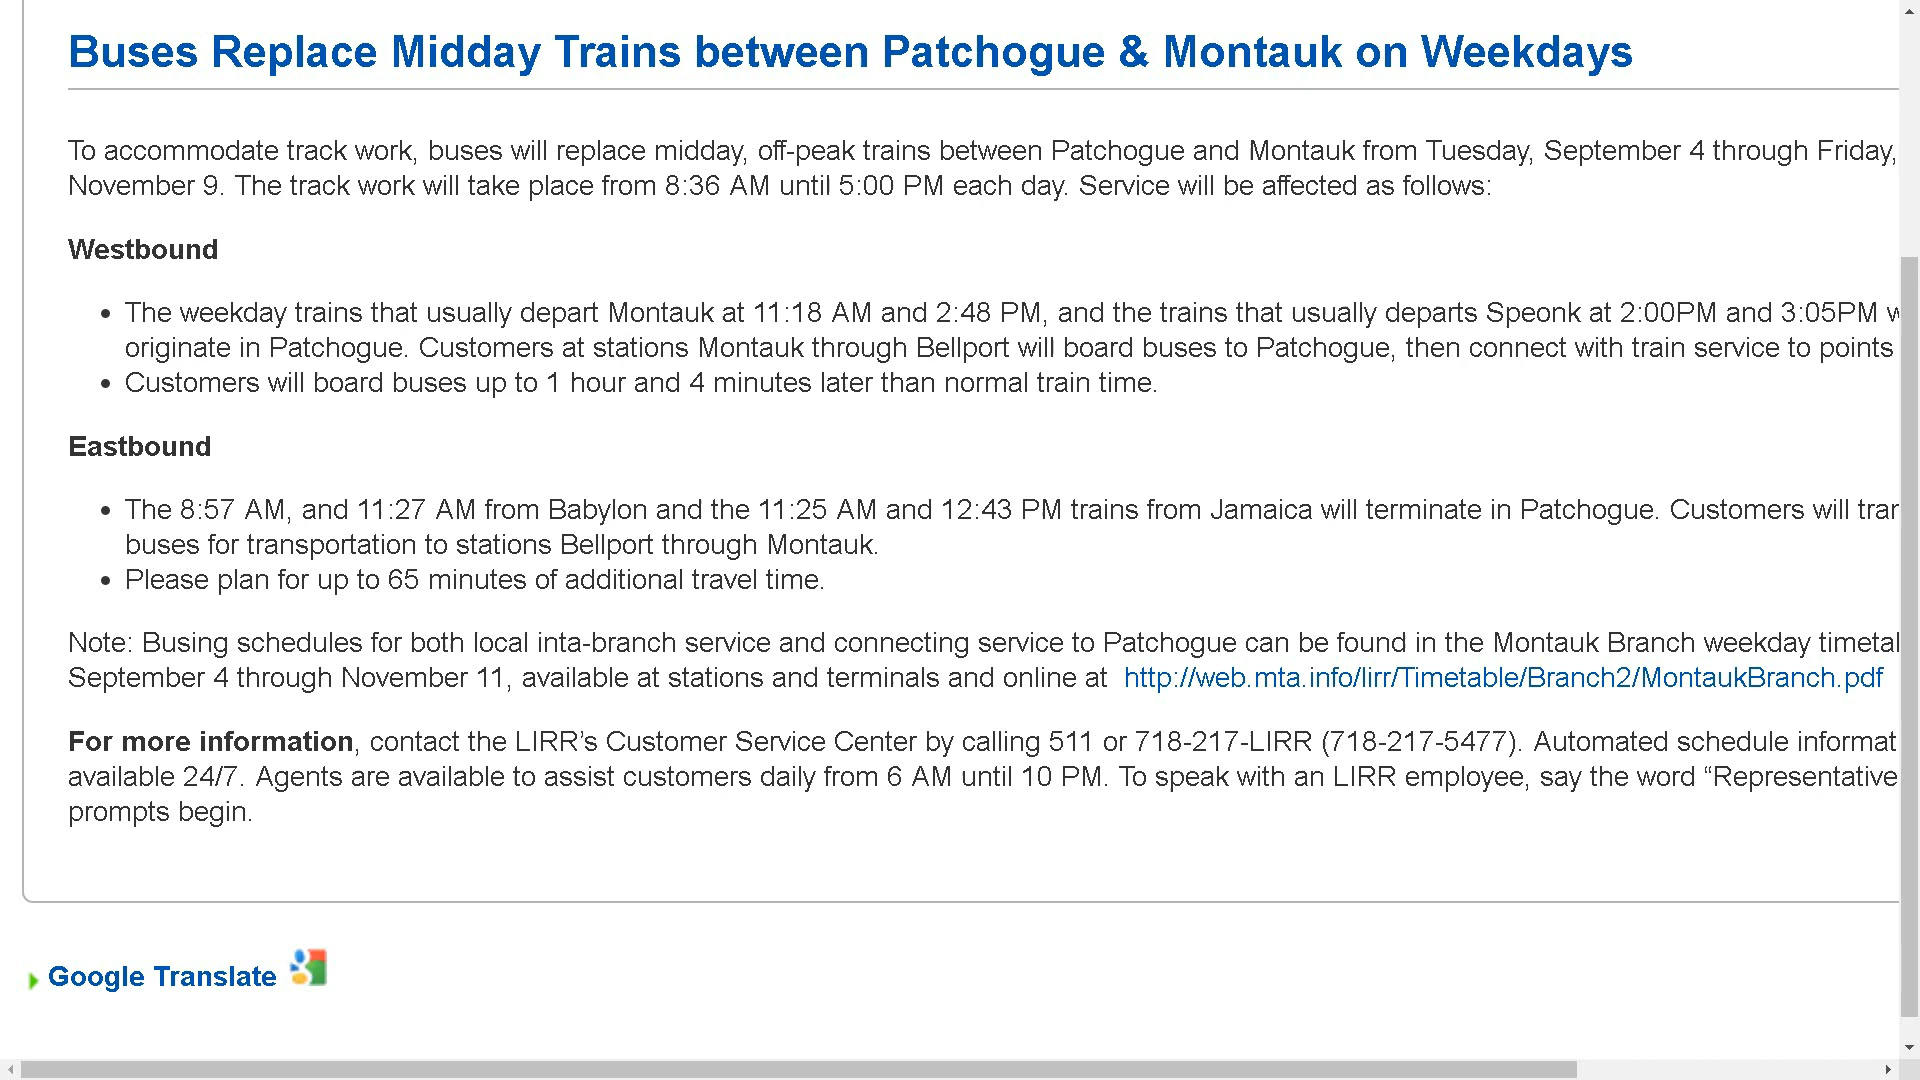 Buses Replace Midday Trains between Patchogue & Montauk on Weekdays
To accommodate track work, buses will replace midday, off-peak trains between Patchogue and Montauk from Tuesday, September 4 through Friday,
November 9. The track work will take place from 8:36 AM until 5:00 PM each day. Service will be affected as follows:
Westbound
The weekday trains that usually depart Montauk at 11:18 AM and 2:48 PM, and the trains that usually departs Speonk at 2:00PM and 3:05PM
originate in Patchogue. Customers at stations Montauk through Bellport will board buses to Patchogue, then connect with train service to points
Customers will board buses up to 1 hour and 4 minutes later than normal train time.
Eastbound
The 8:57 AM, and 11:27 AM from Babylon and the 11:25 AM and 12:43 PM trains from Jamaica will terminate in Patchogue. Customers will
buses for transportation to stations Bellport through Montauk.
Please plan for up to 65 minutes of additional travel time.
Note: Busing schedules for both local inta-branch service and connecting service to Patchogue can be found in the Montauk Branch weekday
September 4 through November 11, available at stations and terminals and online at http://web.mta.info/lirr/Timetable/Branch2/MontaukBranch.pdf
For more information, contact the LIRR’s Customer Service Center by calling 511 or 718-217-LIRR (718-217-5477). Automated schedule informat
available 24/7. Agents are available to assist customers daily from 6 AM until 10 PM. To speak with an LIRR employee, say the word “Representative
prompts begin.
Google Translate